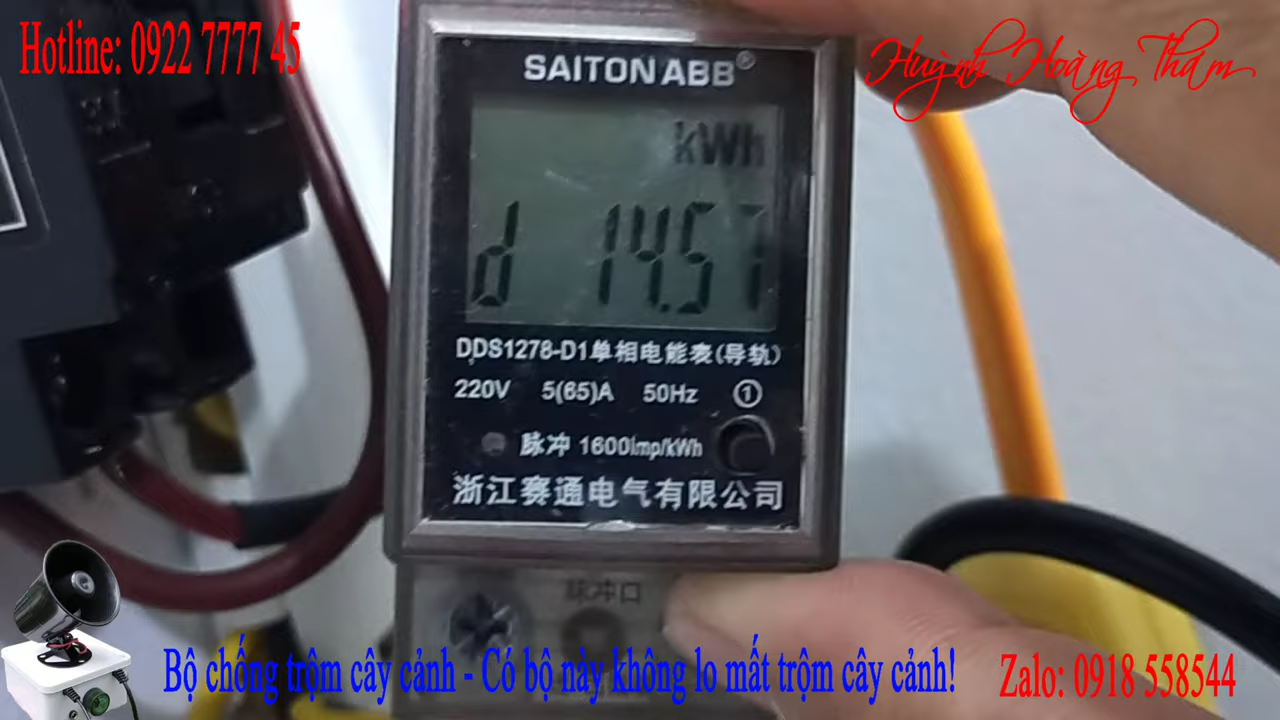 Hotline: 0922 7777 45
Huỳnh Hoàng Thám
SAITONABB®
kWh
d 14.57
DDS1278-D1单相电能表(导轨)
220V 5(65)A 50Hz ①
脉冲 1600imp/kWh
浙江赛通电气有限公司
脉冲口
Bộ chống trộm cây cảnh - Có bộ này không lo mất trộm cây cảnh!
Zalo: 0918 558544